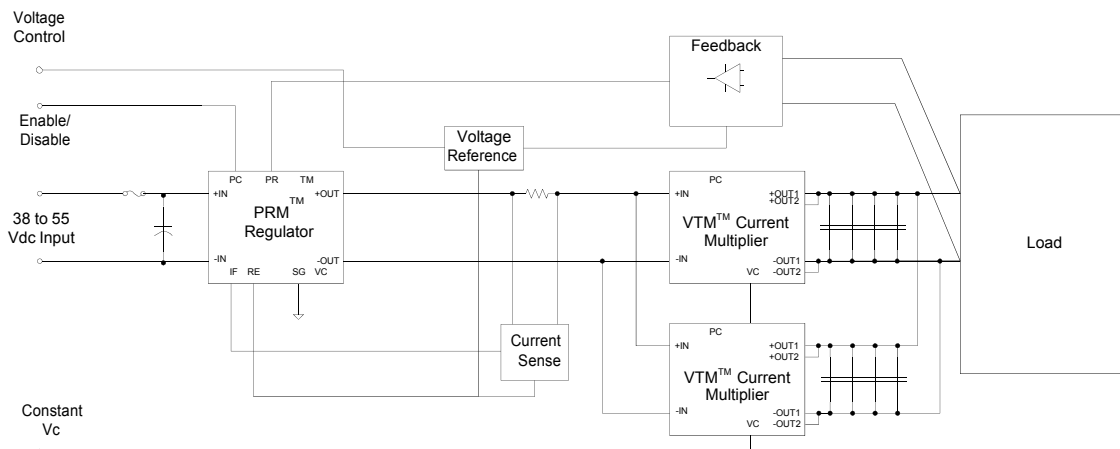 Voltage
Control
Enable/
Disable
38 to 55
Vdc Input
Constant
Vc
PC PR TM
+IN +OUT
PRM™
Regulator
-IN -OUT
IF RE SG VC
Voltage
Reference
Current
Sense
Feedback
PC
+IN +OUT1
+OUT2
VTM™ Current
Multiplier
-IN -OUT1
VC -OUT2
PC
+IN +OUT1
+OUT2
VTM™ Current
Multiplier
-IN -OUT1
VC -OUT2
Load